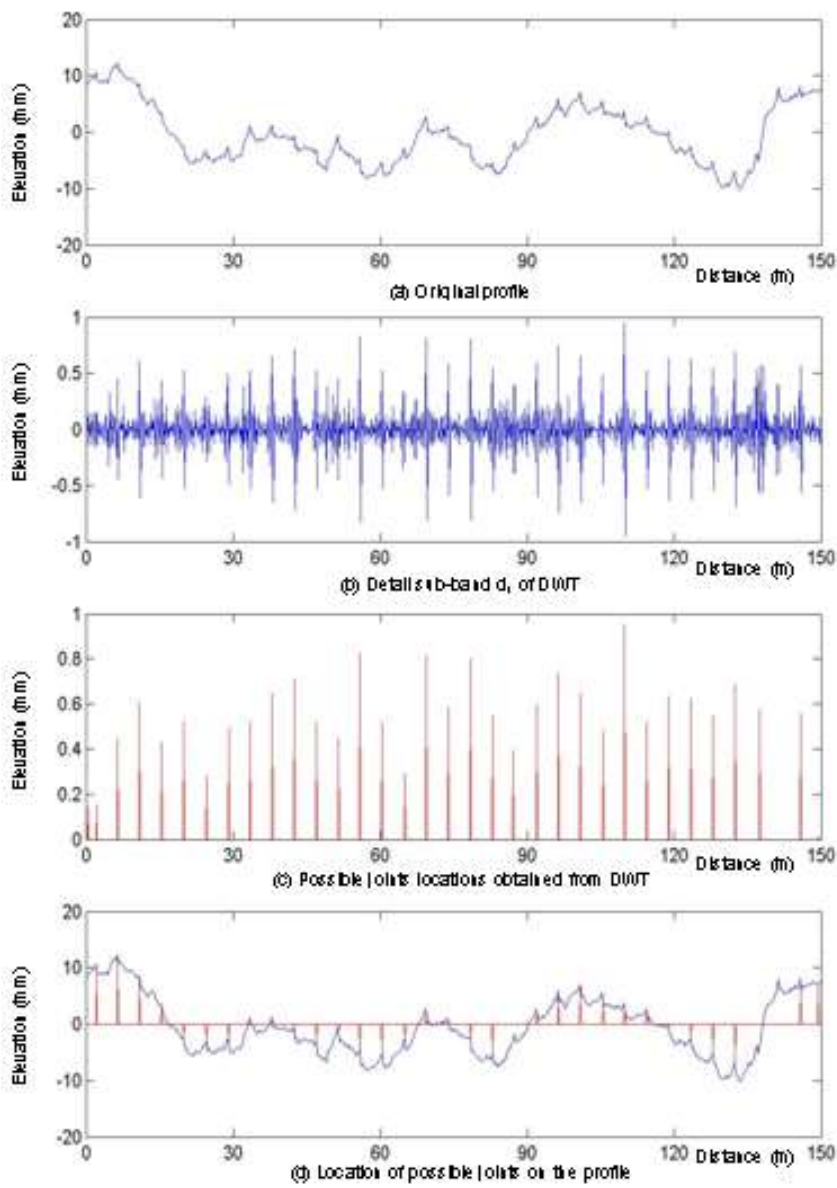 20
10
0
-10
-20
Elevation (mm)
0 30 60 90 120 150
Distance (m)
(a) Original profile
1
0.5
0
-0.5
-1
Elevation (mm)
0 30 60 90 120 150
Distance (m)
(b) Detail sub-band d₁ of DWT
1
0.8
0.6
0.4
0.2
0
Elevation (mm)
0 30 60 90 120 150
Distance (m)
(c) Possible joints locations obtained from DWT
20
10
0
-10
-20
Elevation (mm)
0 30 60 90 120 150
Distance (m)
(d) Location of possible joints on the profile